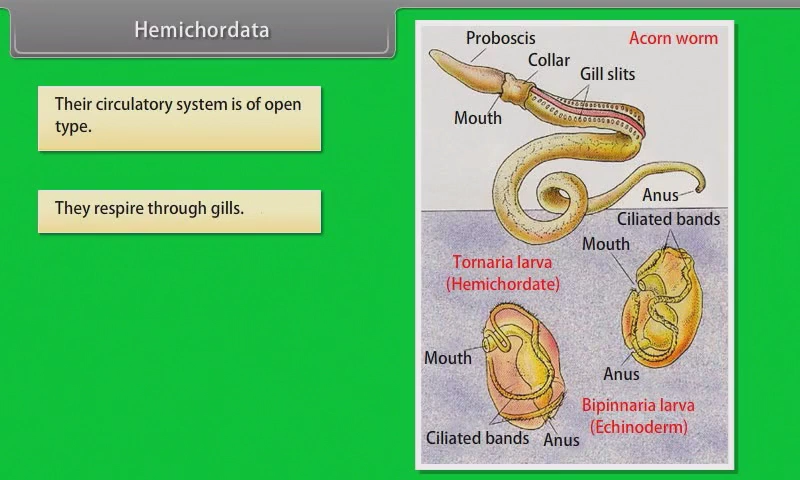 Hemichordata
Their circulatory system is of open
type.
They respire through gills.
Proboscis
Acorn worm
Collar
Gill slits
Mouth
Anus
Ciliated bands
Mouth
Tornaria larva
(Hemichordate)
Mouth
Anus
Bipinnaria larva
(Echinoderm)
Ciliated bands
Anus